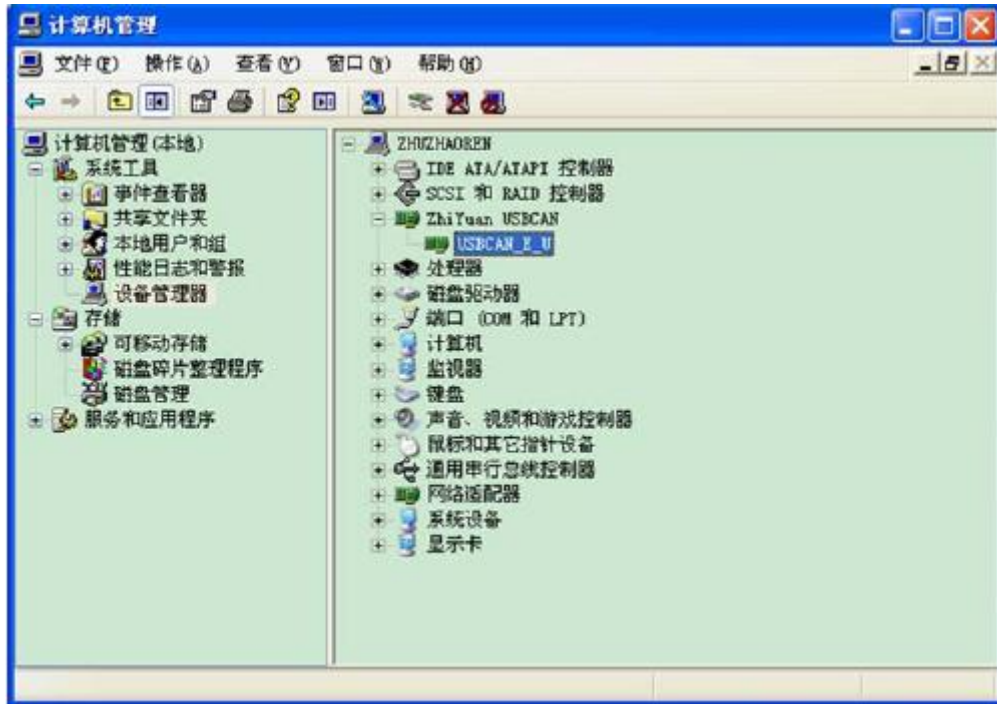 计算机管理
文件(F) 操作(A) 查看(V) 窗口(W) 帮助(H)
计算机管理(本地)
系统工具
事件查看器
共享文件夹
本地用户和组
性能日志和警报
设备管理器
存储
可移动存储
磁盘碎片整理程序
磁盘管理
服务和应用程序
ZHUZHAOREN
IDE ATA/ATAPI 控制器
SCSI 和 RAID 控制器
ZhiYuan USBCAN
USBCAN_E_U
处理器
磁盘驱动器
端口 (COM 和 LPT)
计算机
监视器
键盘
声音、视频和游戏控制器
鼠标和其它指针设备
通用串行总线控制器
网络适配器
系统设备
显示卡